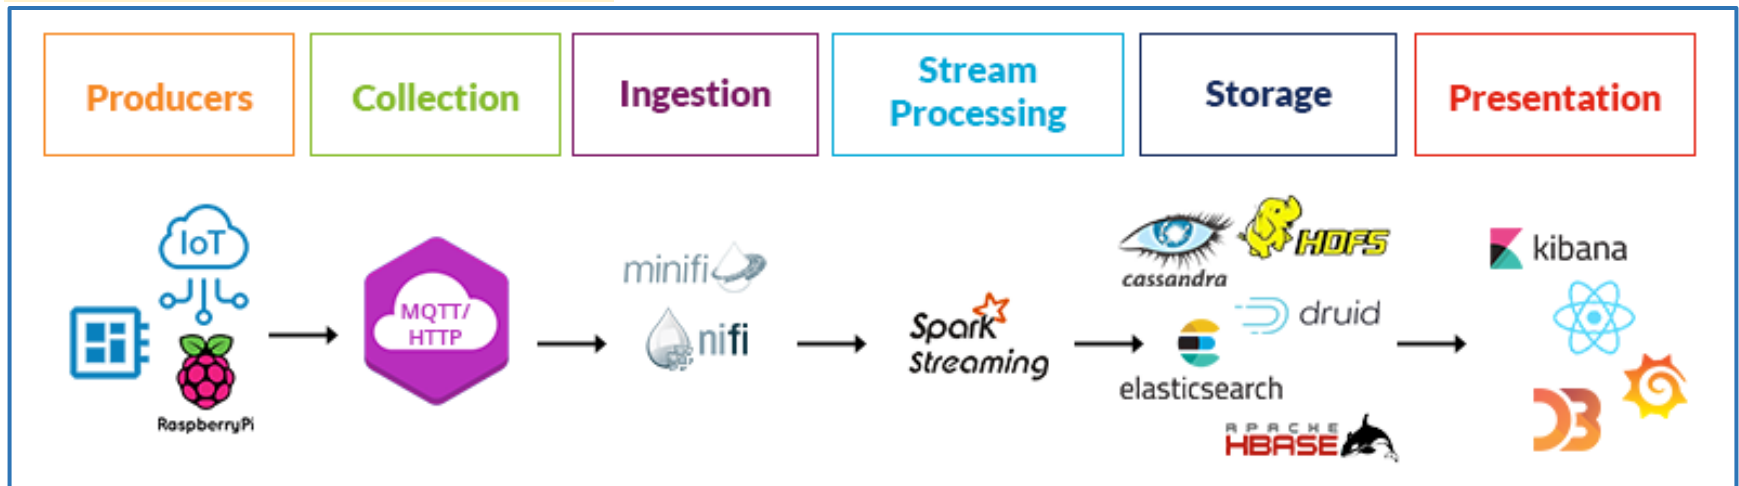 Producers
Collection
Ingestion
Stream
Processing
Storage
Presentation
IoT
RaspberryPi
MQTT/
HTTP
minifi
nifi
Spark
Streaming
cassandra
HDFS
druid
elasticsearch
APACHE
HBASE
kibana
D3